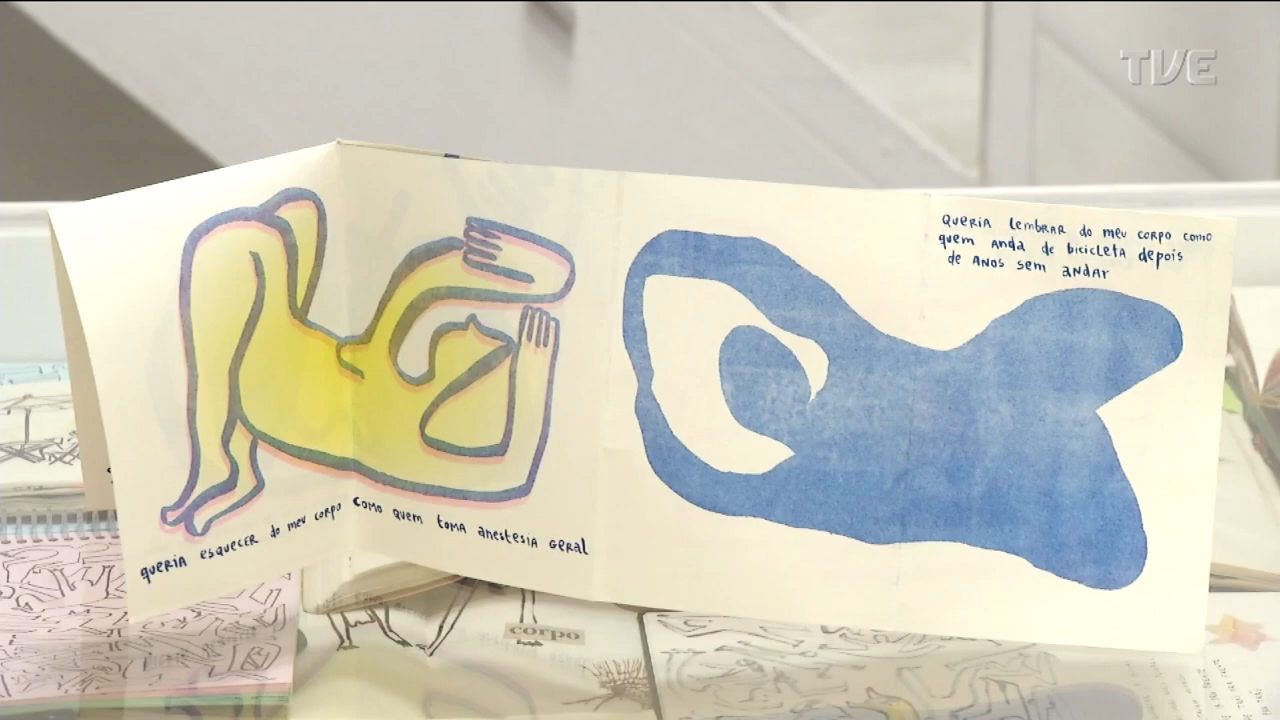 TVE
QUERIA LEMBRAR do meu corpo como
quem anda de bicicleta depois
de ANOS sem andar
queria esquecer do meu corpo como quem toma anestesia geral
corpo